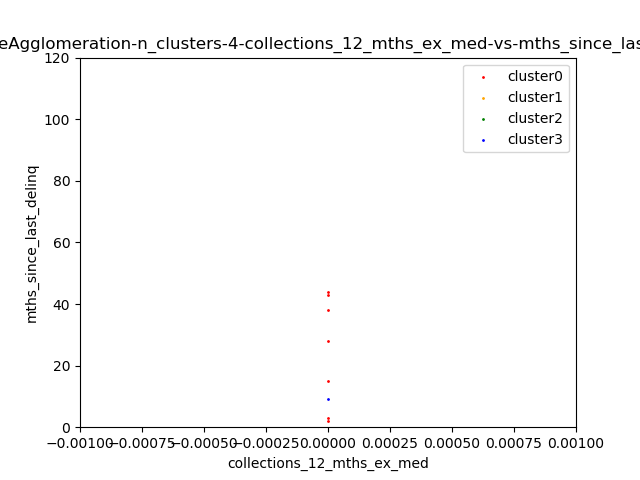 eAgglomeration-n_clusters-4-collections_12_mths_ex_med-vs-mths_since_las
cluster0
cluster1
cluster2
cluster3
mths_since_last_delinq
120
100
80
60
40
20
0
−0.00100 −0.00075 −0.00050 −0.00025 0.00000 0.00025 0.00050 0.00075 0.00100
collections_12_mths_ex_med